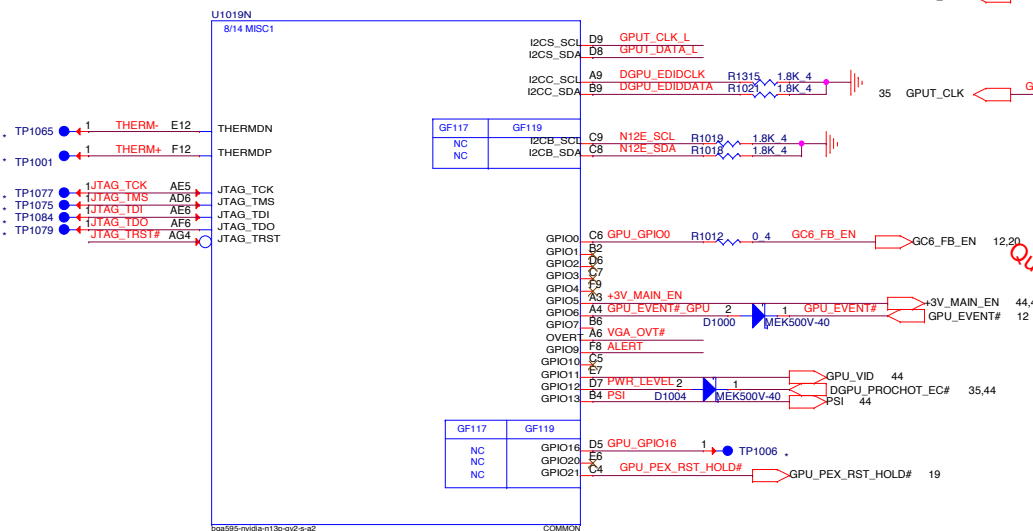 U1019N
8/14 MISC1
I2CS_SCL D9 GPUT_CLK_L
I2CS_SDA D8 GPUT_DATA_L
I2CC_SCL A9 DGPU_EDIDCLK R1315 1.8K_4
I2CC_SDA B9 DGPU_EDIDDATA R1021 1.8K_4
35 GPUT_CLK G
* TP1065 1 THERM- E12 THERMDN
* TP1001 1 THERM+ F12 THERMDP
GF117 GF119
NC I2CB_SCL C9 N12E_SCL R1019 1.8K_4
NC I2CB_SDA C8 N12E_SDA R1018 1.8K_4
* TP1077 1 JTAG_TCK AE5 JTAG_TCK
* TP1075 1 JTAG_TMS AD6 JTAG_TMS
* TP1084 1 JTAG_TDI AE6 JTAG_TDI
* TP1079 1 JTAG_TDO AF6 JTAG_TDO
JTAG_TRST# AG4 JTAG_TRST
GPIO0 C6 GPU_GPIO0 R1012 0_4 GC6_FB_EN GC6_FB_EN 12,20
GPIO1 B2
GPIO2 D6
GPIO3 C7
GPIO4 F9
GPIO5 A3 +3V_MAIN_EN +3V_MAIN_EN 44,4
GPIO6 A4 GPU_EVENT#_GPU 2 D1000 1 MEK500V-40 GPU_EVENT# GPU_EVENT# 12
GPIO7 B6
OVERT A6 VGA_OVT#
GPIO9 F8 ALERT
GPIO10 C5
GPIO11 E7 GPU_VID 44
GPIO12 D7 PWR_LEVEL 2 D1004 1 MEK500V-40 DGPU_PROCHOT_EC# 35,44
GPIO13 B4 PSI PSI 44
GF117 GF119
NC GPIO16 D5 GPU_GPIO16 1 TP1006 *
NC GPIO20 E6
NC GPIO21 C4 GPU_PEX_RST_HOLD# GPU_PEX_RST_HOLD# 19
bga595-nvidia-n13p-gv2-s-a2 COMMON